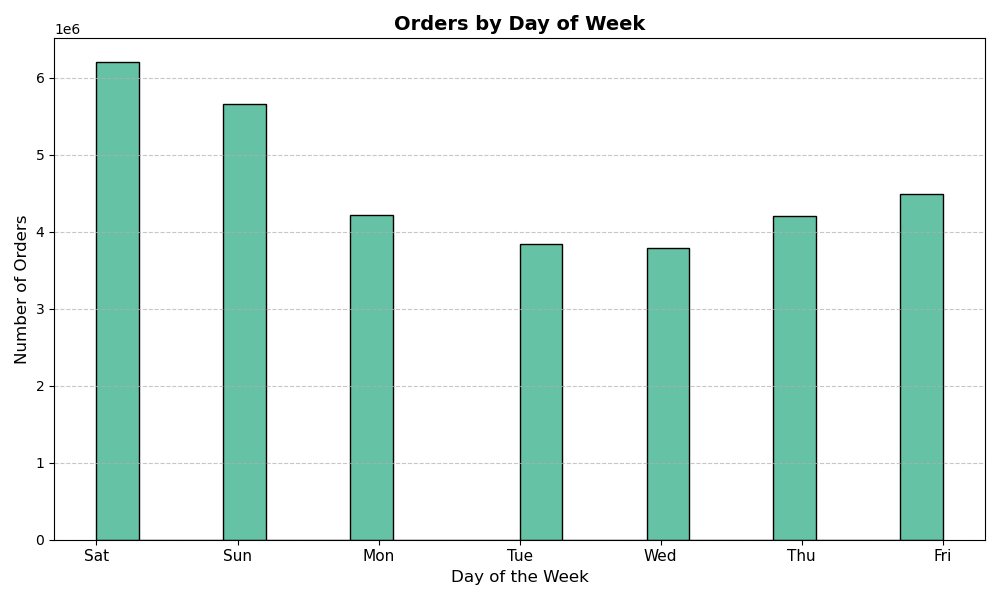 Orders by Day of Week
1e6
6
5
4
3
2
1
0
Number of Orders
Sat Sun Mon Tue Wed Thu Fri
Day of the Week